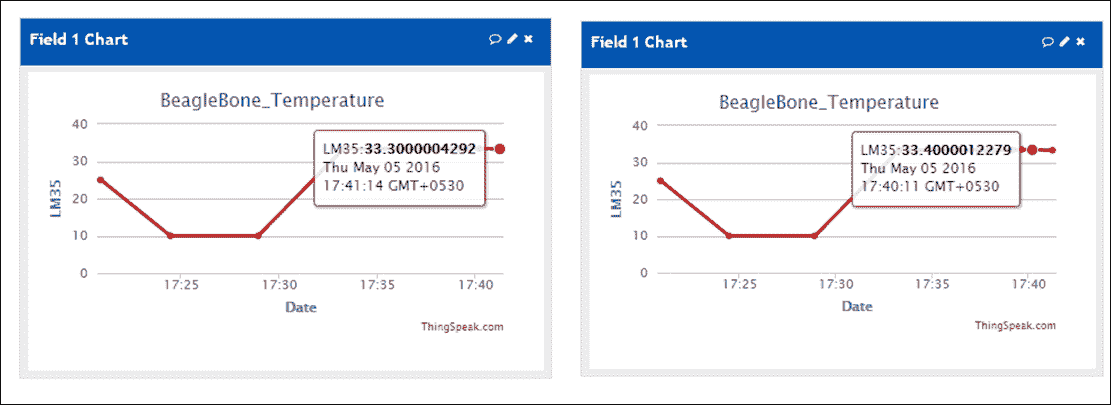 Field 1 Chart
BeagleBone_Temperature
40
30
20
10
0
LM35
LM35:33.3000004292
Thu May 05 2016
17:41:14 GMT+0530
17:25 17:30 17:35 17:40
Date
ThingSpeak.com
Field 1 Chart
BeagleBone_Temperature
40
30
20
10
0
LM35
LM35:33.4000012279
Thu May 05 2016
17:40:11 GMT+0530
17:25 17:30 17:35 17:40
Date
ThingSpeak.com